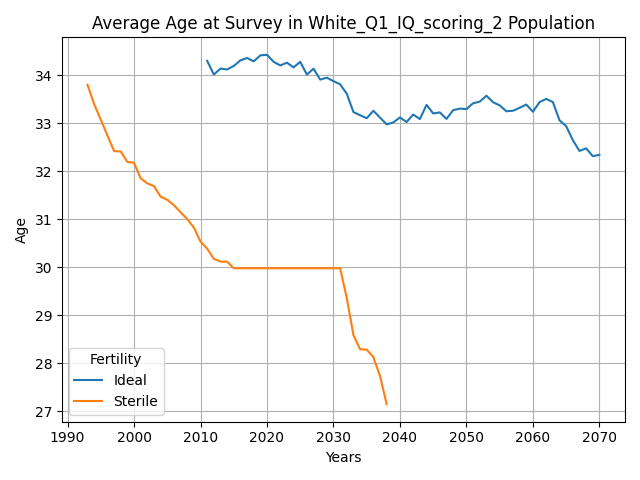 Average Age at Survey in White_Q1_IQ_scoring_2 Population
Age
34
33
32
31
30
29
28
27
Fertility
Ideal
Sterile
1990 2000 2010 2020 2030 2040 2050 2060 2070
Years